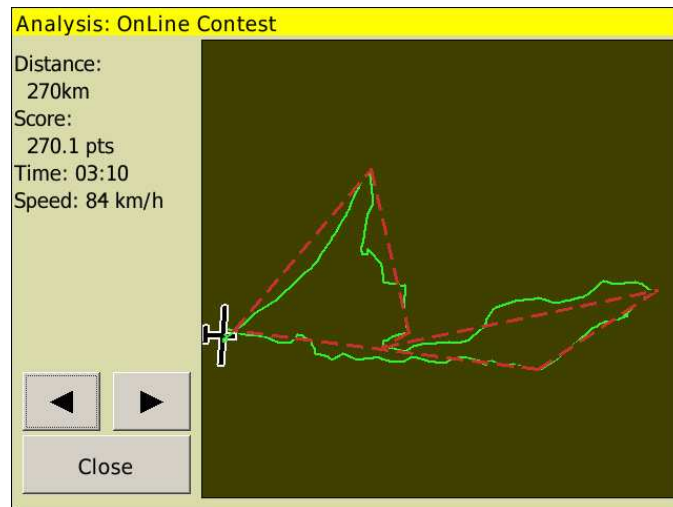 Analysis: OnLine Contest
Distance:
270km
Score:
270.1 pts
Time: 03:10
Speed: 84 km/h
Close